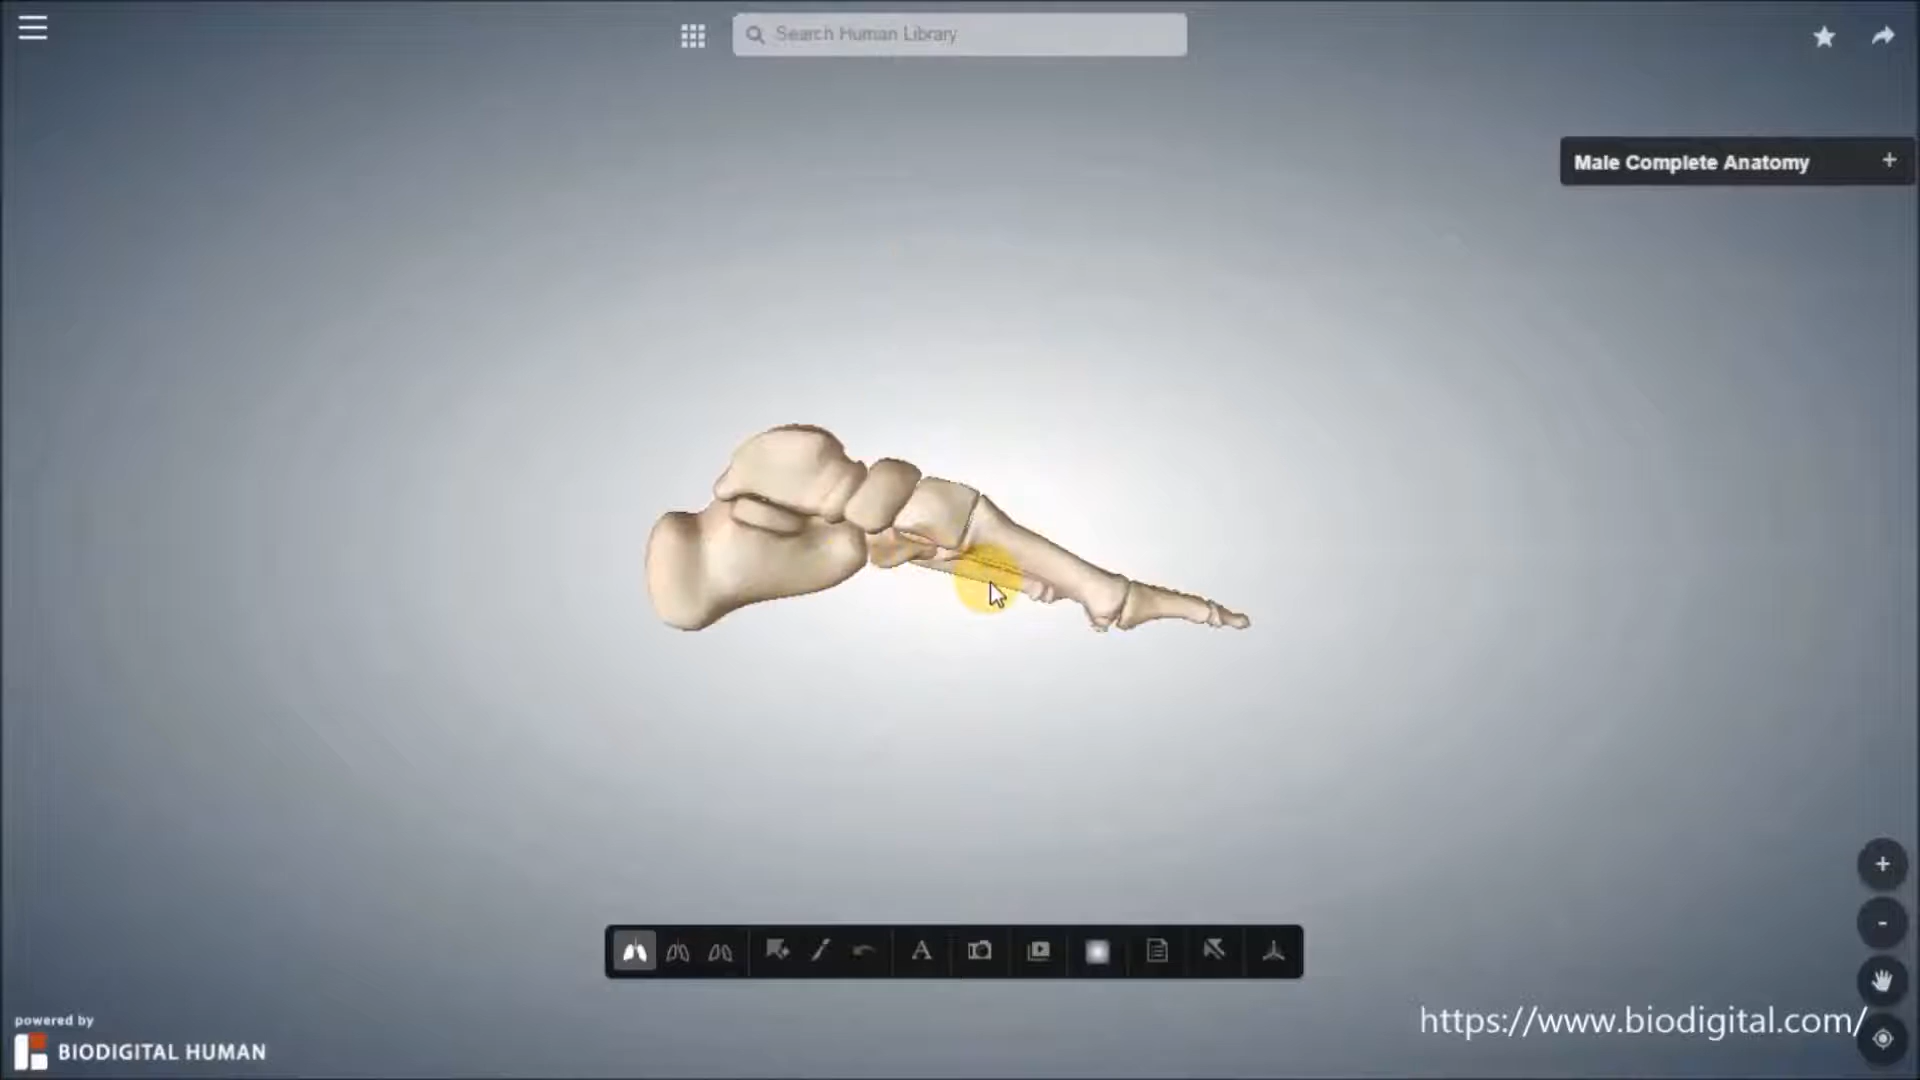 Search Human Library
Male Complete Anatomy +
A
+
-
https://www.biodigital.com/
powered by
BIODIGITAL HUMAN